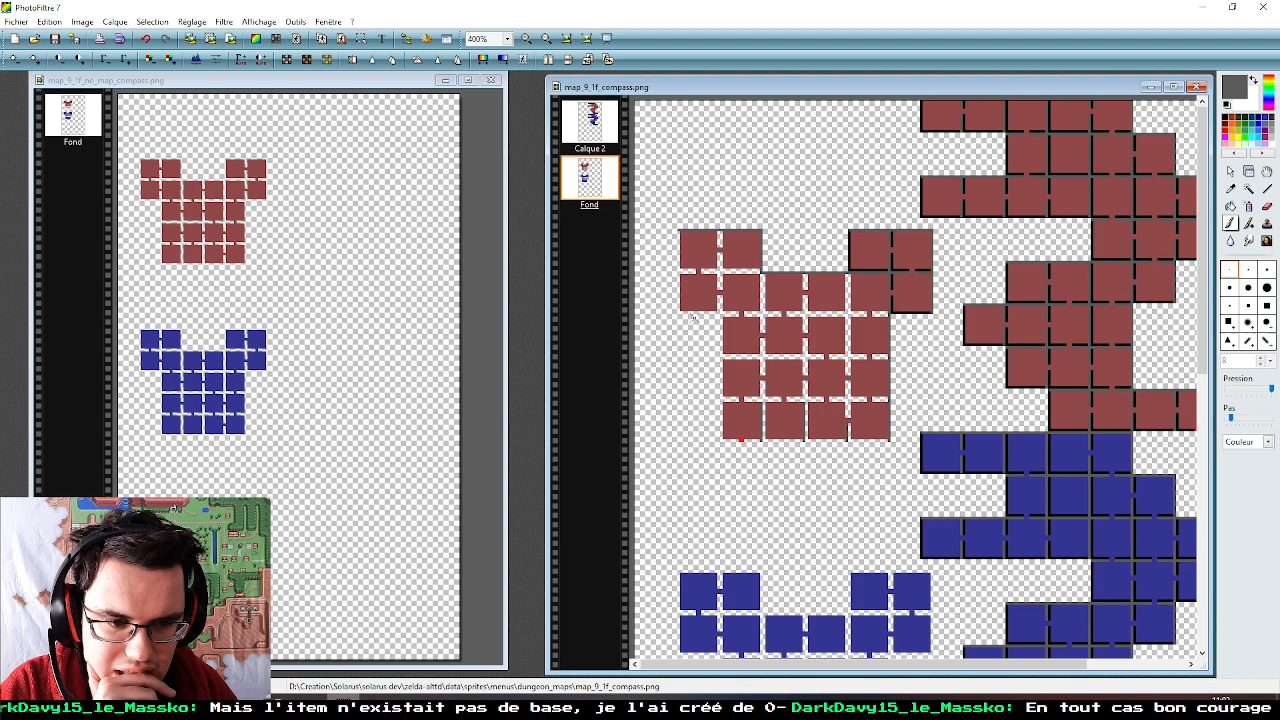 PhotoFiltre 7
Fichier Edition Image Calque Sélection Réglage Filtre Affichage Outils Fenêtre ?
400%
map_9_1f_no_map_compass.png
map_9_1f_compass.png
Fond
Calque 2
Fond
8
Pression
Pas
Couleur
D:\Creation\Solarus\solarus dev\zelda-alttd\data\sprites\menus\dungeon_maps\map_9_1f_compass.png
rkDavy15_le_Massko: Mais l'item n'existait pas de base, je l'ai créé de 0- DarkDavy15_le_Massko: En tout cas bon courage